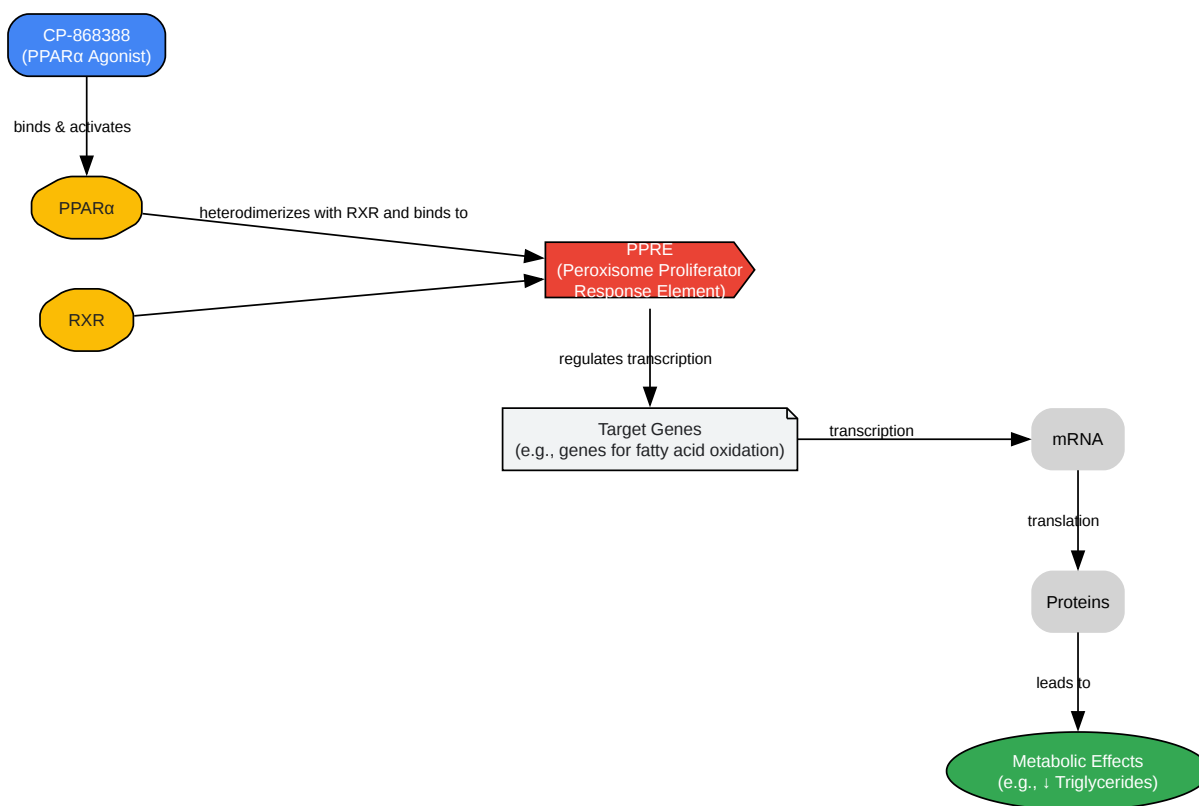 CP-868388
(PPARα Agonist)
binds & activates
PPARα
heterodimerizes with RXR and binds to
RXR
PPRE
(Peroxisome Proliferator
Response Element)
regulates transcription
Target Genes
(e.g., genes for fatty acid oxidation)
transcription
mRNA
translation
Proteins
leads to
Metabolic Effects
(e.g., ↓ Triglycerides)